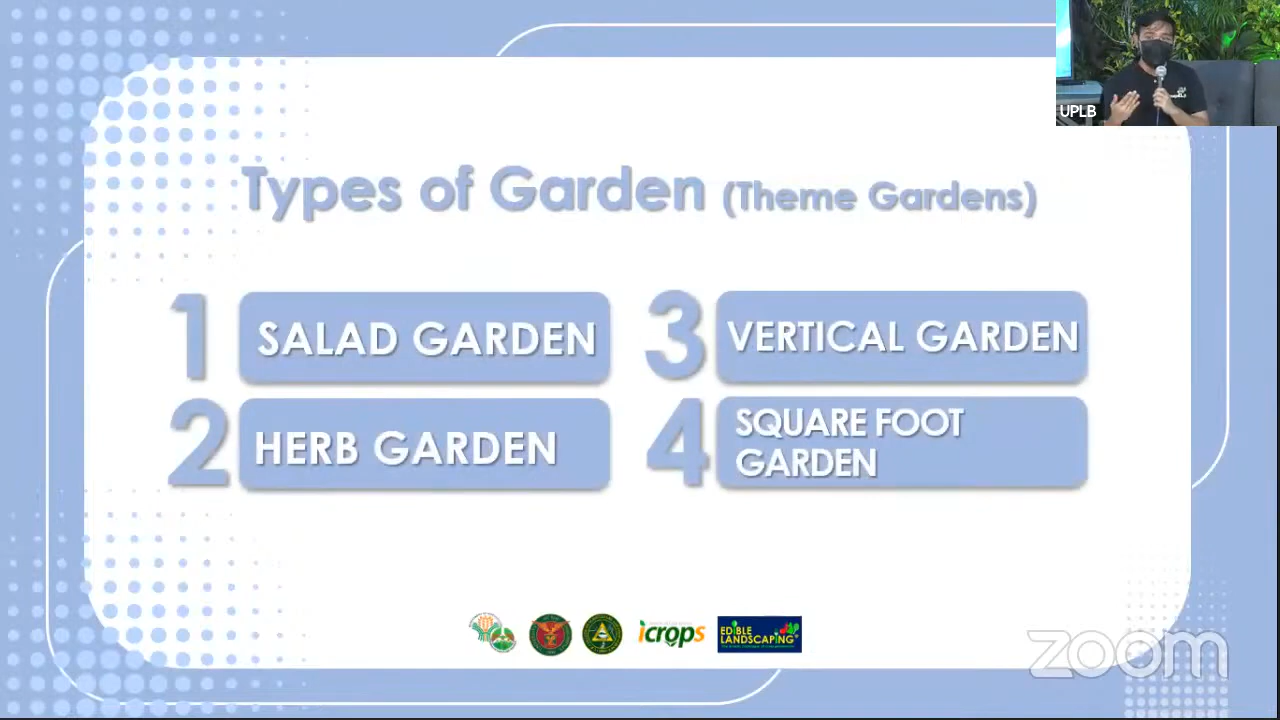 UPLB
Types of Garden (Theme Gardens)
1 SALAD GARDEN
2 HERB GARDEN
3 VERTICAL GARDEN
4 SQUARE FOOT
GARDEN
icrops
EDIBLE
LANDSCAPING
zoom